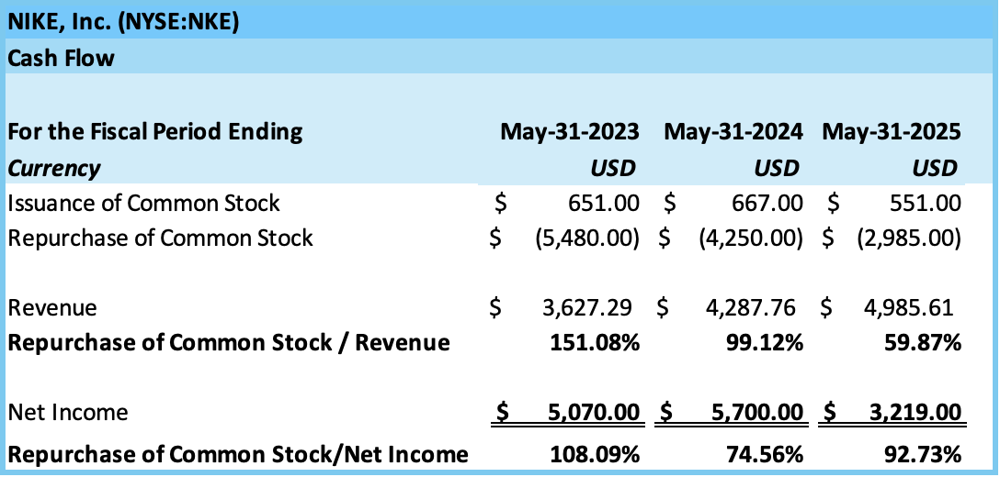 NIKE, Inc. (NYSE:NKE)
Cash Flow
For the Fiscal Period Ending May-31-2023 May-31-2024 May-31-2025
Currency USD USD USD
Issuance of Common Stock $ 651.00 $ 667.00 $ 551.00
Repurchase of Common Stock $ (5,480.00) $ (4,250.00) $ (2,985.00)
Revenue $ 3,627.29 $ 4,287.76 $ 4,985.61
Repurchase of Common Stock / Revenue 151.08% 99.12% 59.87%
Net Income $ 5,070.00 $ 5,700.00 $ 3,219.00
Repurchase of Common Stock/Net Income 108.09% 74.56% 92.73%